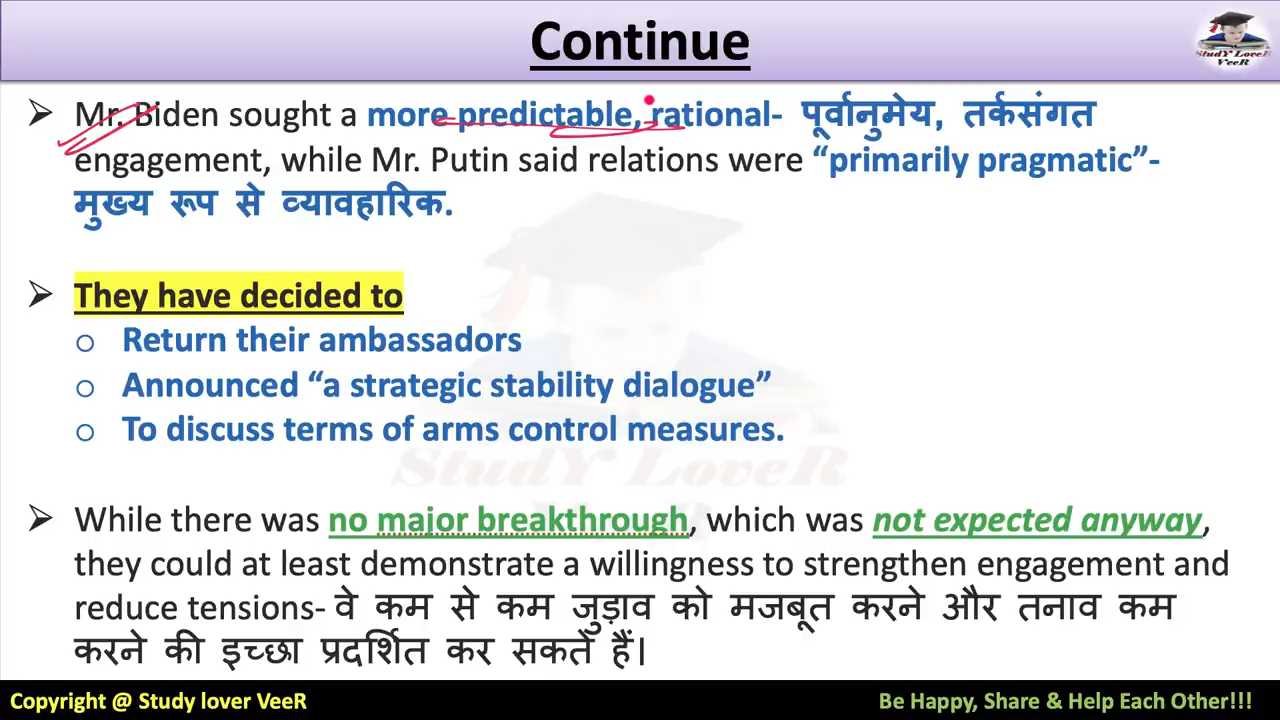 Continue
StudY LoveR
VeeR
➤ Mr. Biden sought a more predictable, rational- पूर्वानुमेय, तर्कसंगत
engagement, while Mr. Putin said relations were “primarily pragmatic”-
मुख्य रूप से व्यावहारिक.
➤ They have decided to
o Return their ambassadors
o Announced “a strategic stability dialogue”
o To discuss terms of arms control measures.
StudY LoveR
VeeR
➤ While there was no major breakthrough, which was not expected anyway,
they could at least demonstrate a willingness to strengthen engagement and
reduce tensions- वे कम से कम जुड़ाव को मजबूत करने और तनाव कम
करने की इच्छा प्रदर्शित कर सकते हैं।
Copyright @ Study lover VeeR
Be Happy, Share & Help Each Other!!!